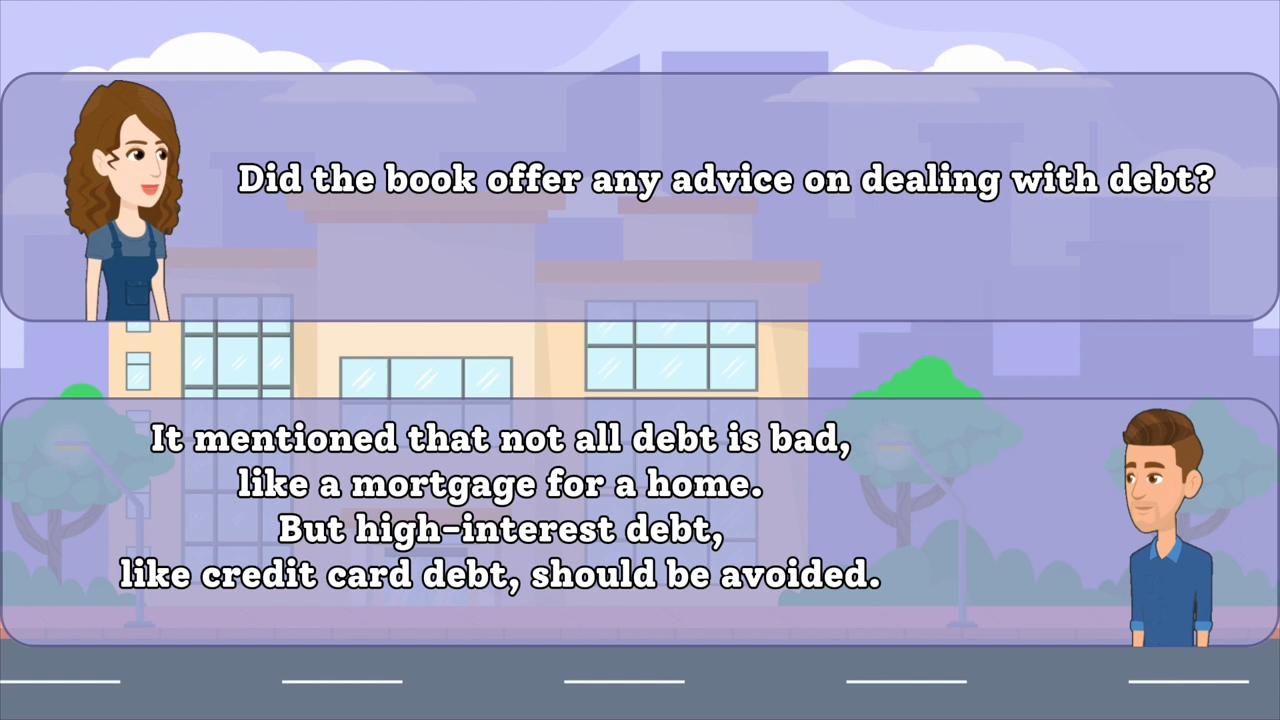 Did the book offer any advice on dealing with debt?
It mentioned that not all debt is bad,
like a mortgage for a home.
But high-interest debt,
like credit card debt, should be avoided.